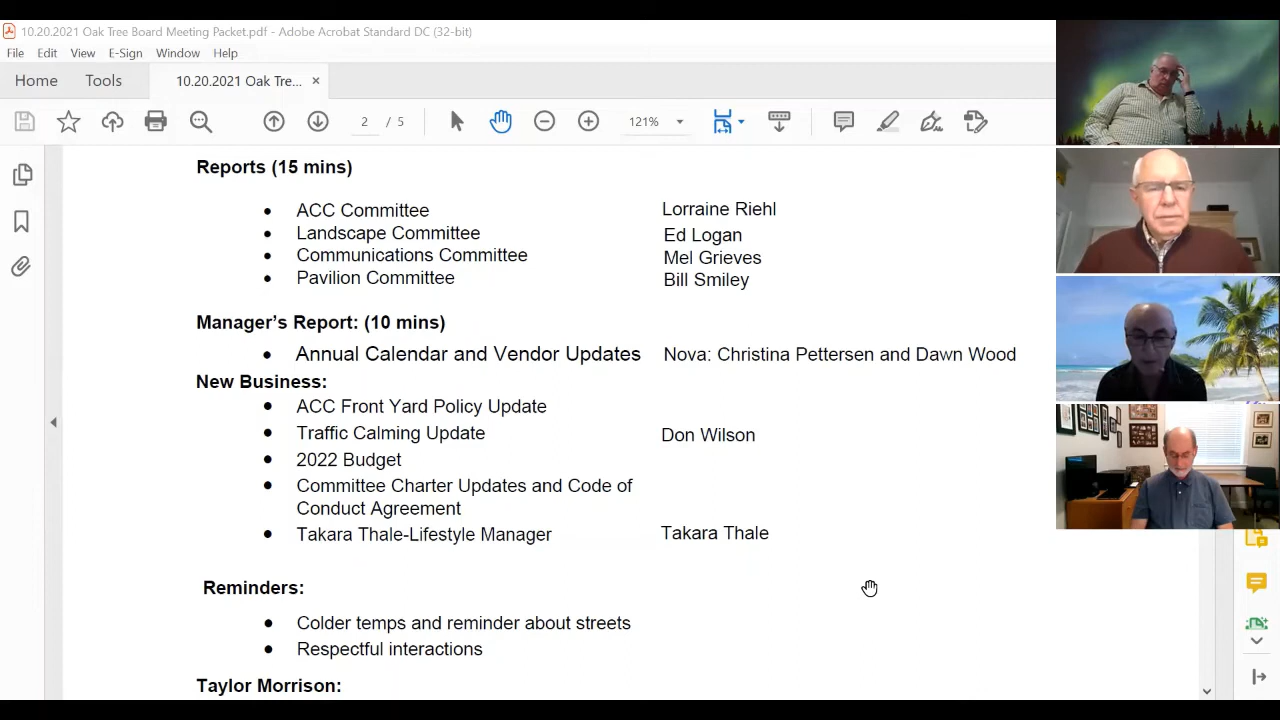 10.20.2021 Oak Tree Board Meeting Packet.pdf - Adobe Acrobat Standard DC (32-bit)
File Edit View E-Sign Window Help
Home Tools 10.20.2021 Oak Tre... ×
2 / 5 121%
Reports (15 mins)
• ACC Committee Lorraine Riehl
• Landscape Committee Ed Logan
• Communications Committee Mel Grieves
• Pavilion Committee Bill Smiley
Manager's Report: (10 mins)
• Annual Calendar and Vendor Updates Nova: Christina Pettersen and Dawn Wood
New Business:
• ACC Front Yard Policy Update
• Traffic Calming Update Don Wilson
• 2022 Budget
• Committee Charter Updates and Code of
Conduct Agreement
• Takara Thale-Lifestyle Manager Takara Thale
Reminders:
• Colder temps and reminder about streets
• Respectful interactions
Taylor Morrison: